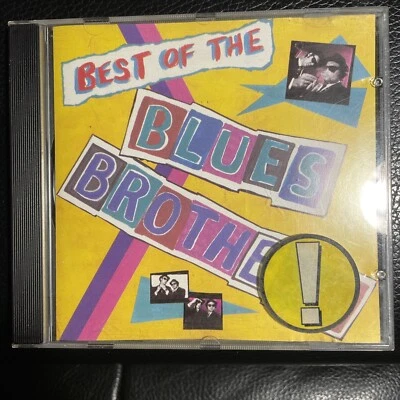 BEST OF THE
BLUES
BROTHE
!